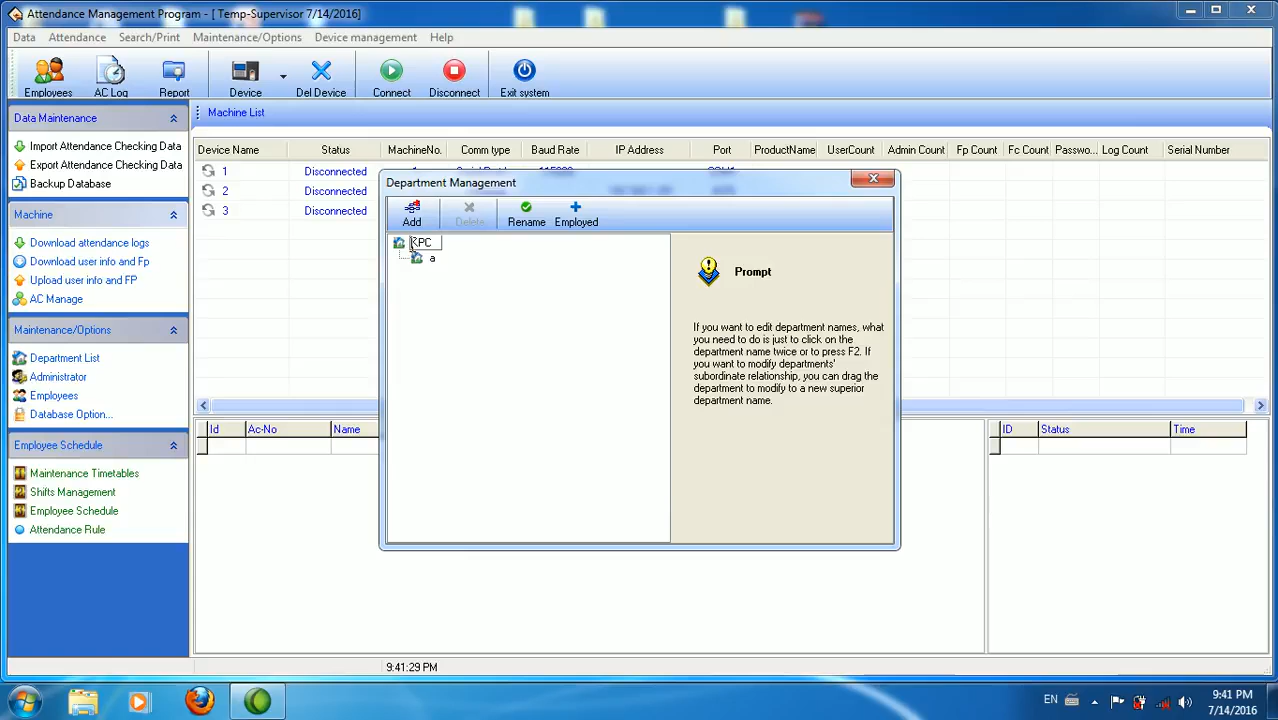 Attendance Management Program - [ Temp-Supervisor 7/14/2016]
Data Attendance Search/Print Maintenance/Options Device management Help
Employees AC Log Report Device Del Device Connect Disconnect Exit system
Data Maintenance
Import Attendance Checking Data
Export Attendance Checking Data
Backup Database
Machine
Download attendance logs
Download user info and Fp
Upload user info and FP
AC Manage
Maintenance/Options
Department List
Administrator
Employees
Database Option...
Employee Schedule
Maintenance Timetables
Shifts Management
Employee Schedule
Attendance Rule
Machine List
Device Name Status MachineNo. Comm type Baud Rate IP Address Port ProductName UserCount Admin Count Fp Count Fc Count Passwo... Log Count Serial Number
1 Disconnected
2 Disconnected
3 Disconnected
Department Management
Add Delete Rename Employed
a
Prompt
If you want to edit department names, what
you need to do is just to click on the
department name twice or to press F2. If
you want to modify departments'
subordinate relationship, you can drag the
department to modify to a new superior
department name.
Id Ac-No Name
ID Status Time
9:41:29 PM
EN
9:41 PM
7/14/2016